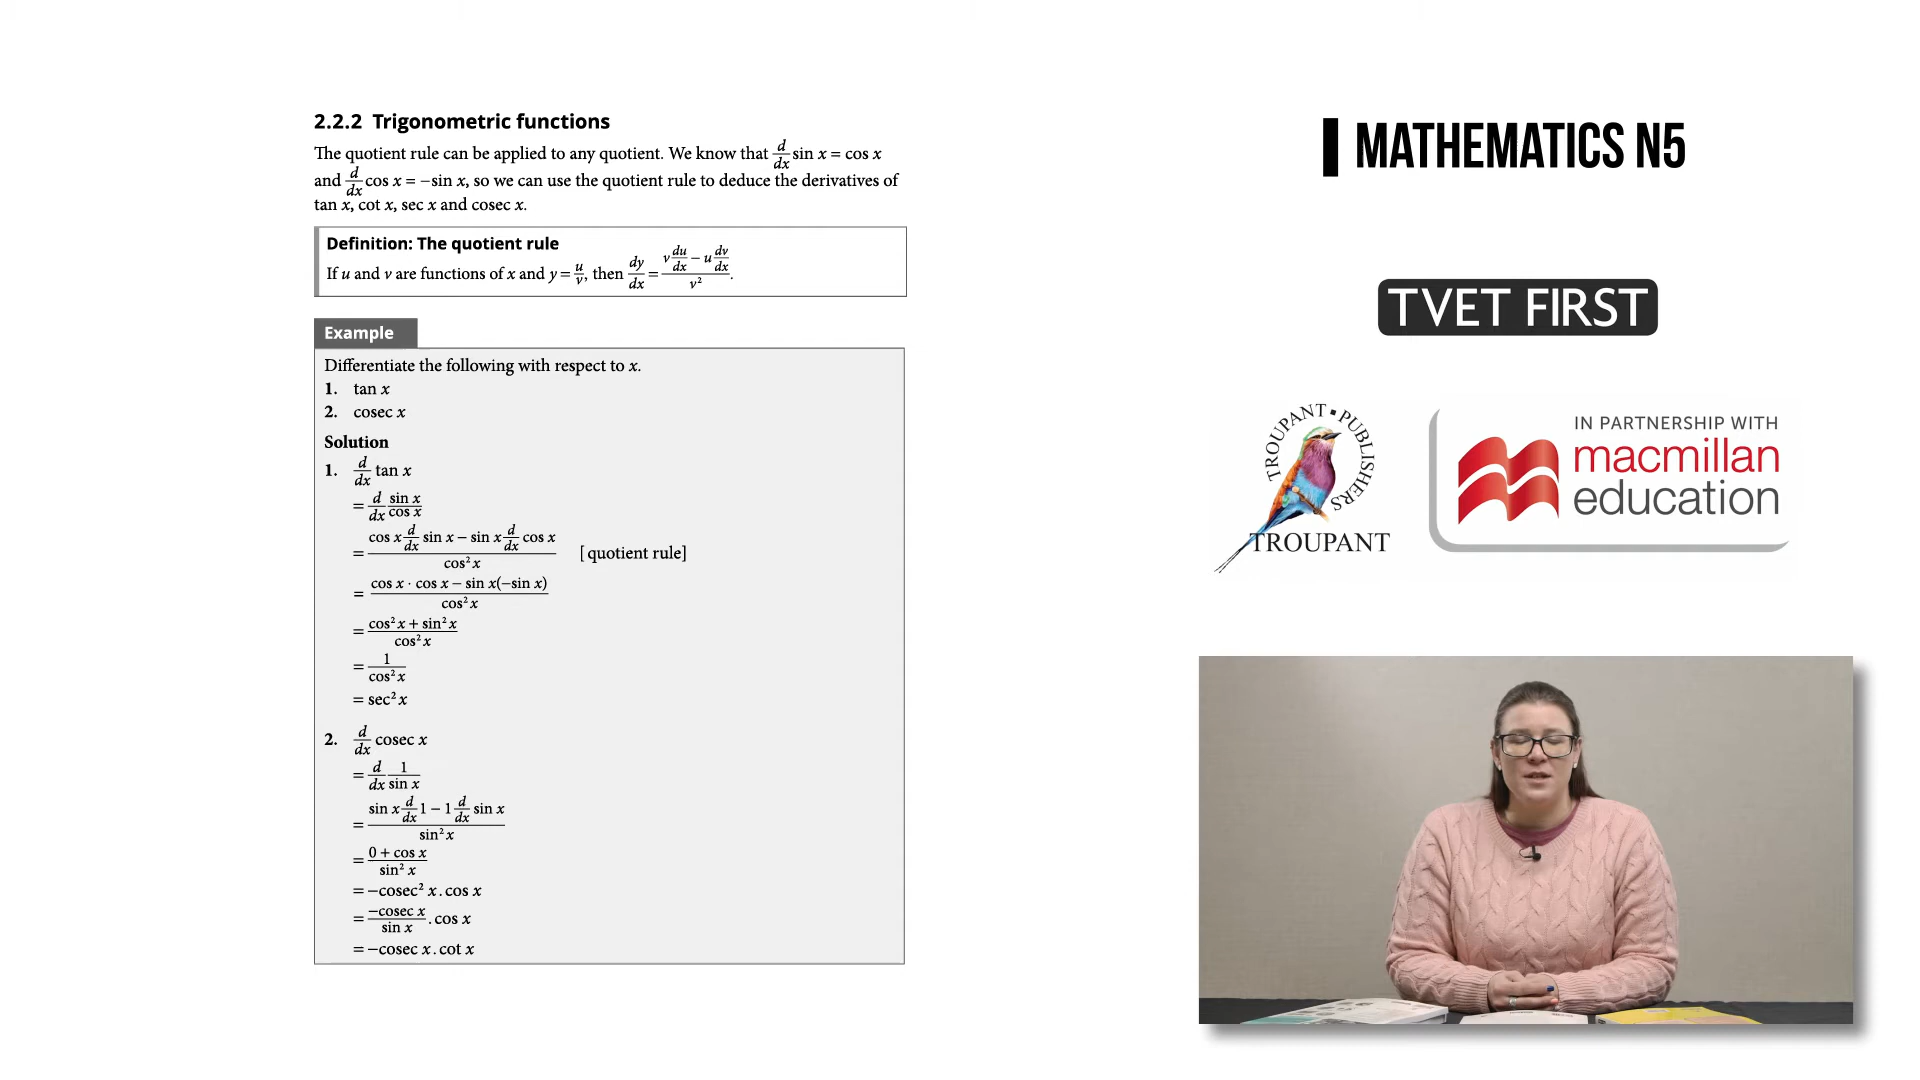 2.2.2 Trigonometric functions
The quotient rule can be applied to any quotient. We know that d/dx sin x = cos x
and d/dx cos x = −sin x, so we can use the quotient rule to deduce the derivatives of
tan x, cot x, sec x and cosec x.
Definition: The quotient rule
If u and v are functions of x and y = u/v, then dy/dx = (v du/dx − u dv/dx)/v².
Example
Differentiate the following with respect to x.
1. tan x
2. cosec x
Solution
1. d/dx tan x
= d/dx sin x/cos x
= (cos x d/dx sin x − sin x d/dx cos x)/cos² x [quotient rule]
= (cos x · cos x − sin x(−sin x))/cos² x
= (cos² x + sin² x)/cos² x
= 1/cos² x
= sec² x
2. d/dx cosec x
= d/dx 1/sin x
= (sin x d/dx 1 − 1 d/dx sin x)/sin² x
= (0 + cos x)/sin² x
= −cosec² x . cos x
= −cosec x/sin x . cos x
= −cosec x . cot x
MATHEMATICS N5
TVET FIRST
TROUPANT PUBLISHERS
TROUPANT
IN PARTNERSHIP WITH
macmillan
education